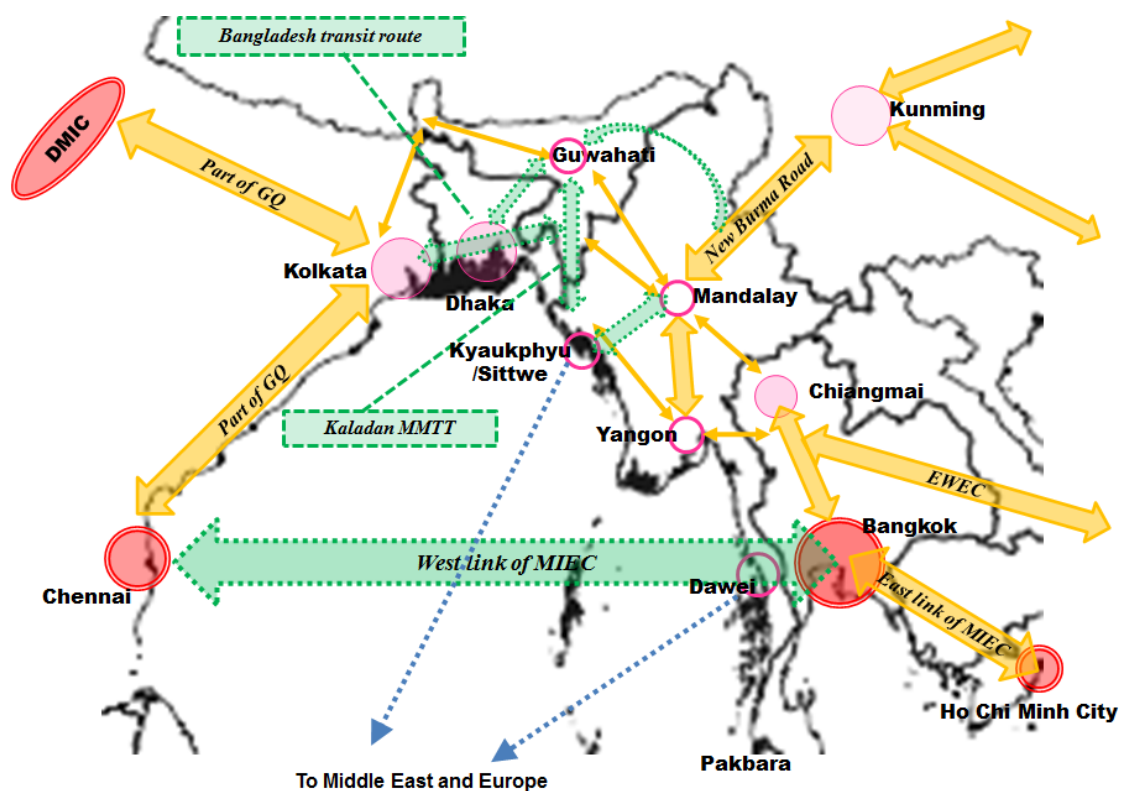 Bangladesh transit route
DMIC
Kunming
Part of GQ
Guwahati
New Burma Road
Kolkata
Dhaka
Mandalay
Kyaukphyu
/Sittwe
Chiangmai
Part of GQ
Kaladan MMTT
Yangon
EWEC
Bangkok
West link of MIEC
Dawei
Chennai
East link of MIEC
Ho Chi Minh City
Pakbara
To Middle East and Europe